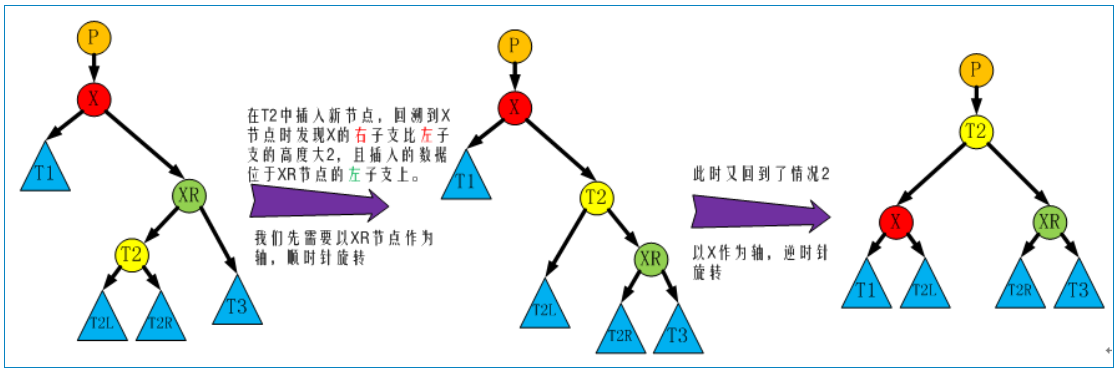 P
X
T1
XR
T2
T2L
T2R
T3
在T2中插入新节点，回溯到X
节点时发现X的右子支比左子
支的高度大2，且插入的数据
位于XR节点的左子支上。
我们先需要以XR节点作为
轴，顺时针旋转
P
X
T1
T2
XR
T2L
T2R
T3
此时又回到了情况2
以X作为轴，逆时针
旋转
P
T2
X
XR
T1
T2L
T2R
T3